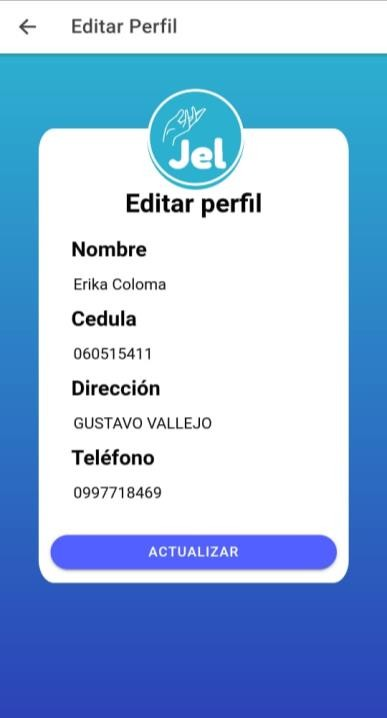 Editar Perfil
Jel
Editar perfil
Nombre
Erika Coloma
Cedula
060515411
Dirección
GUSTAVO VALLEJO
Teléfono
0997718469
ACTUALIZAR